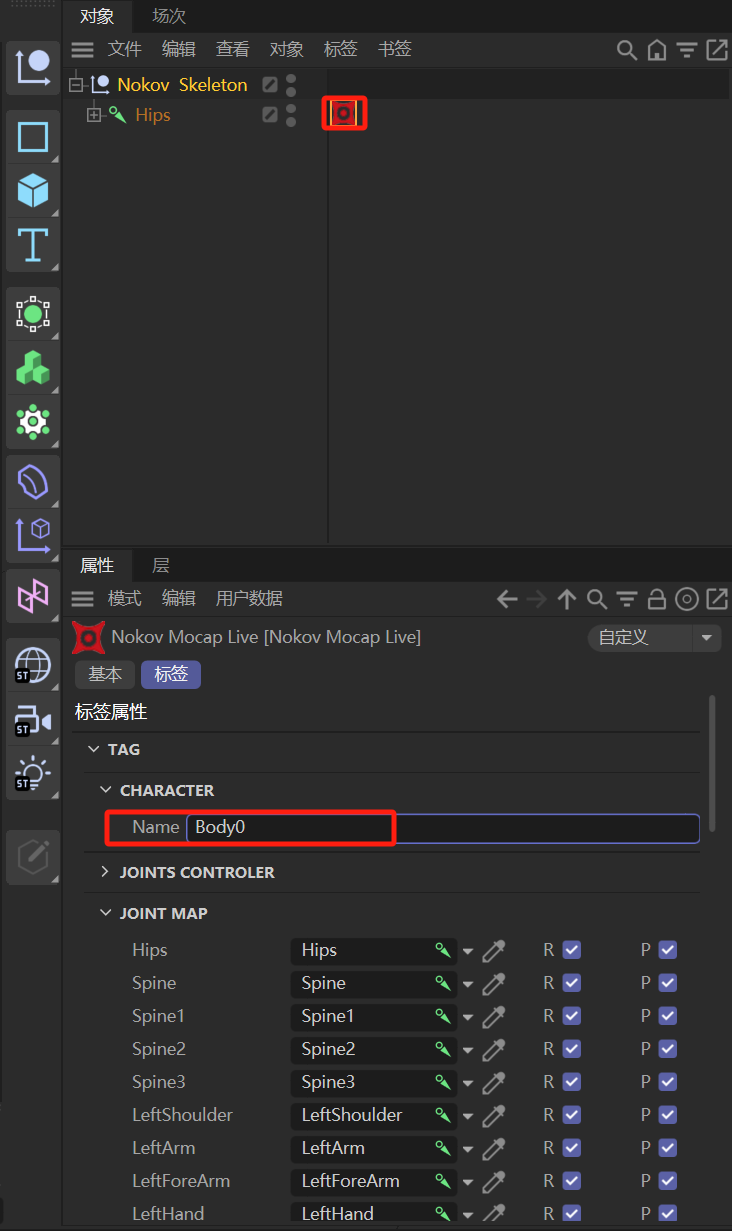 对象 场次
文件 编辑 查看 对象 标签 书签
Nokov Skeleton
Hips
属性 层
模式 编辑 用户数据
Nokov Mocap Live [Nokov Mocap Live] 自定义
基本 标签
标签属性
TAG
CHARACTER
Name Body0
JOINTS CONTROLER
JOINT MAP
Hips Hips R P
Spine Spine R P
Spine1 Spine1 R P
Spine2 Spine2 R P
Spine3 Spine3 R P
LeftShoulder LeftShoulder R P
LeftArm LeftArm R P
LeftForeArm LeftForeArm R P
LeftHand LeftHand R P
ST
ST
ST